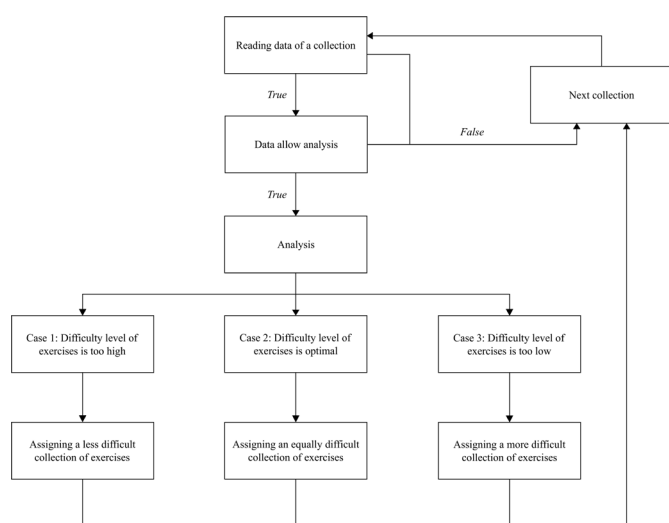 Reading data of a collection
True
Next collection
Data allow analysis
False
True
Analysis
Case 1: Difficulty level of
exercises is too high
Case 2: Difficulty level of
exercises is optimal
Case 3: Difficulty level of
exercises is too low
Assigning a less difficult
collection of exercises
Assigning an equally difficult
collection of exercises
Assigning a more difficult
collection of exercises